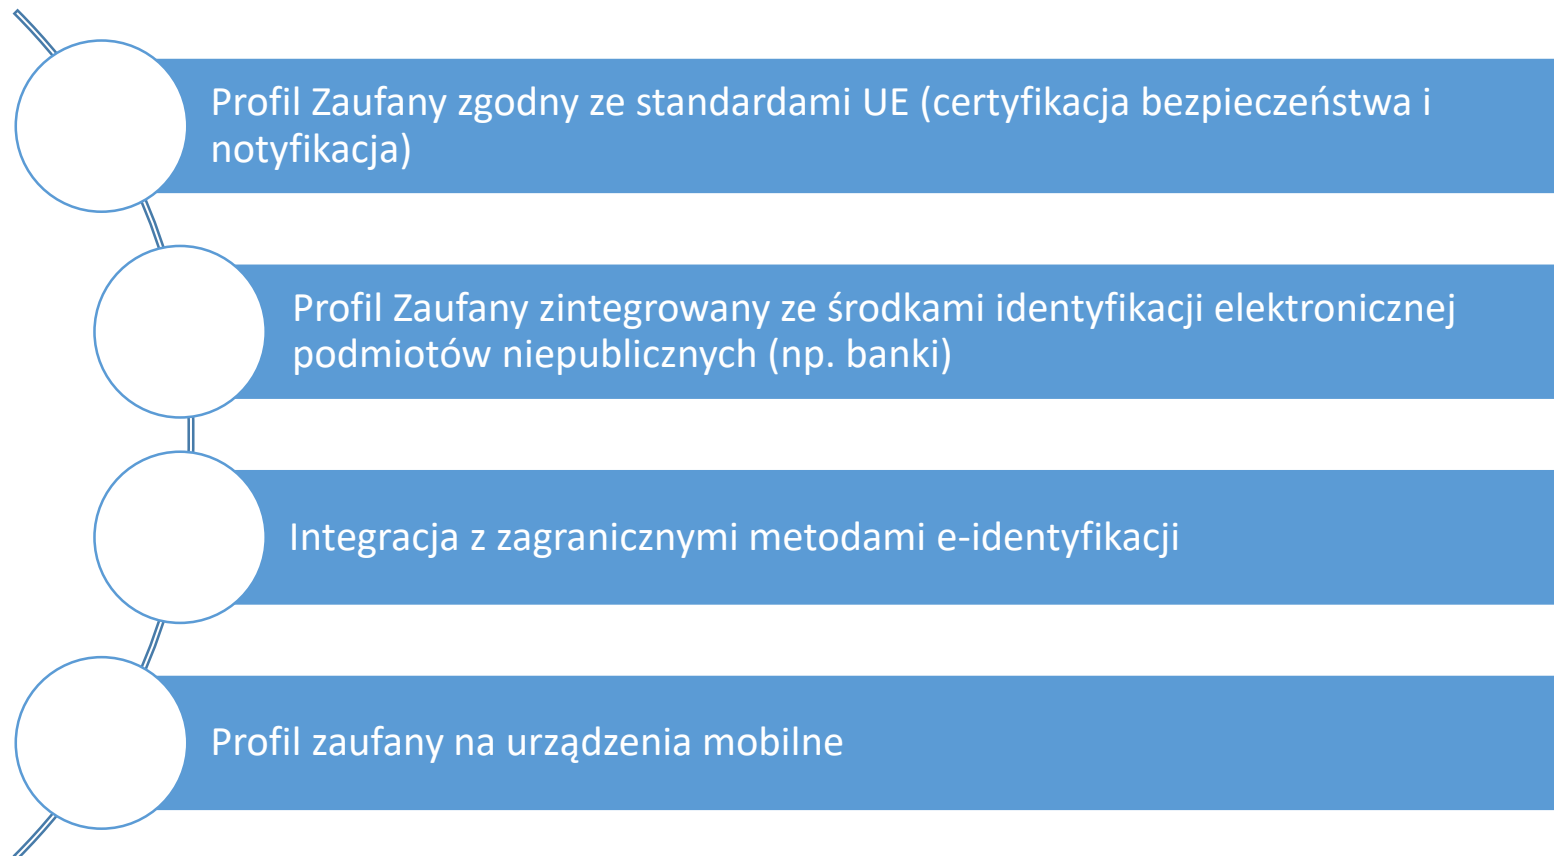 Profil Zaufany zgodny ze standardami UE (certyfikacja bezpieczeństwa i
notyfikacja)
Profil Zaufany zintegrowany ze środkami identyfikacji elektronicznej
podmiotów niepublicznych (np. banki)
Integracja z zagranicznymi metodami e-identyfikacji
Profil zaufany na urządzenia mobilne